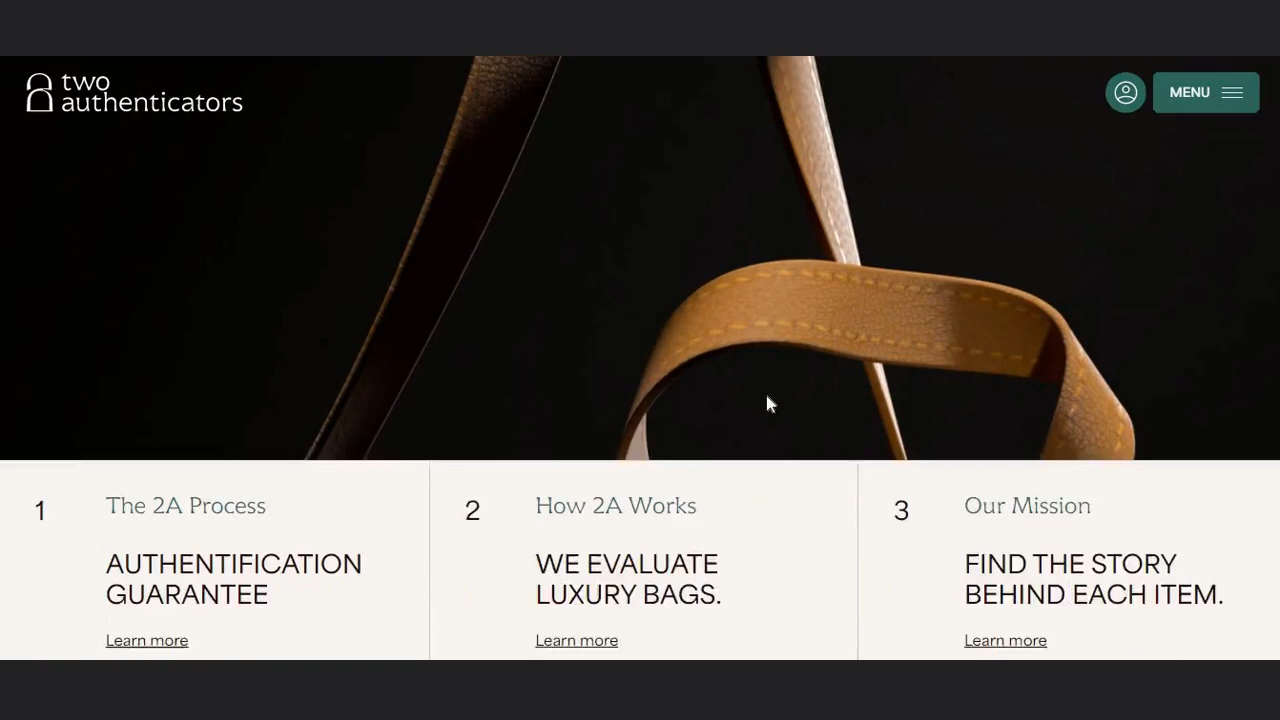 two
authenticators
MENU
1
The 2A Process
AUTHENTIFICATION
GUARANTEE
Learn more
2
How 2A Works
WE EVALUATE
LUXURY BAGS.
Learn more
3
Our Mission
FIND THE STORY
BEHIND EACH ITEM.
Learn more